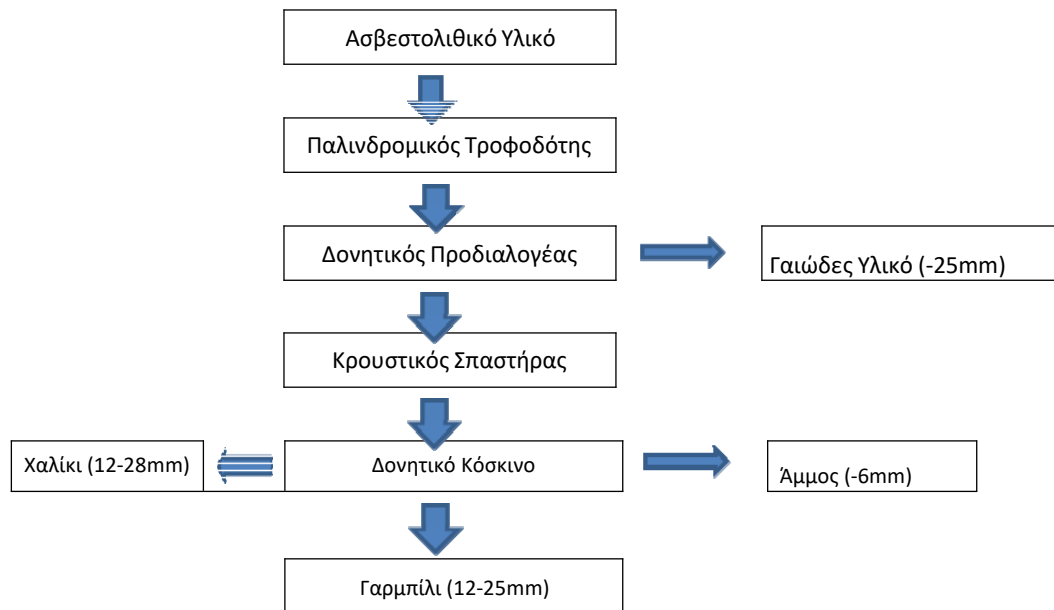 Ασβεστολιθικό Υλικό
Παλινδρομικός Τροφοδότης
Δονητικός Προδιαλογέας
Γαιώδες Υλικό (-25mm)
Κρουστικός Σπαστήρας
Χαλίκι (12-28mm)
Δονητικό Κόσκινο
Άμμος (-6mm)
Γαρμπίλι (12-25mm)